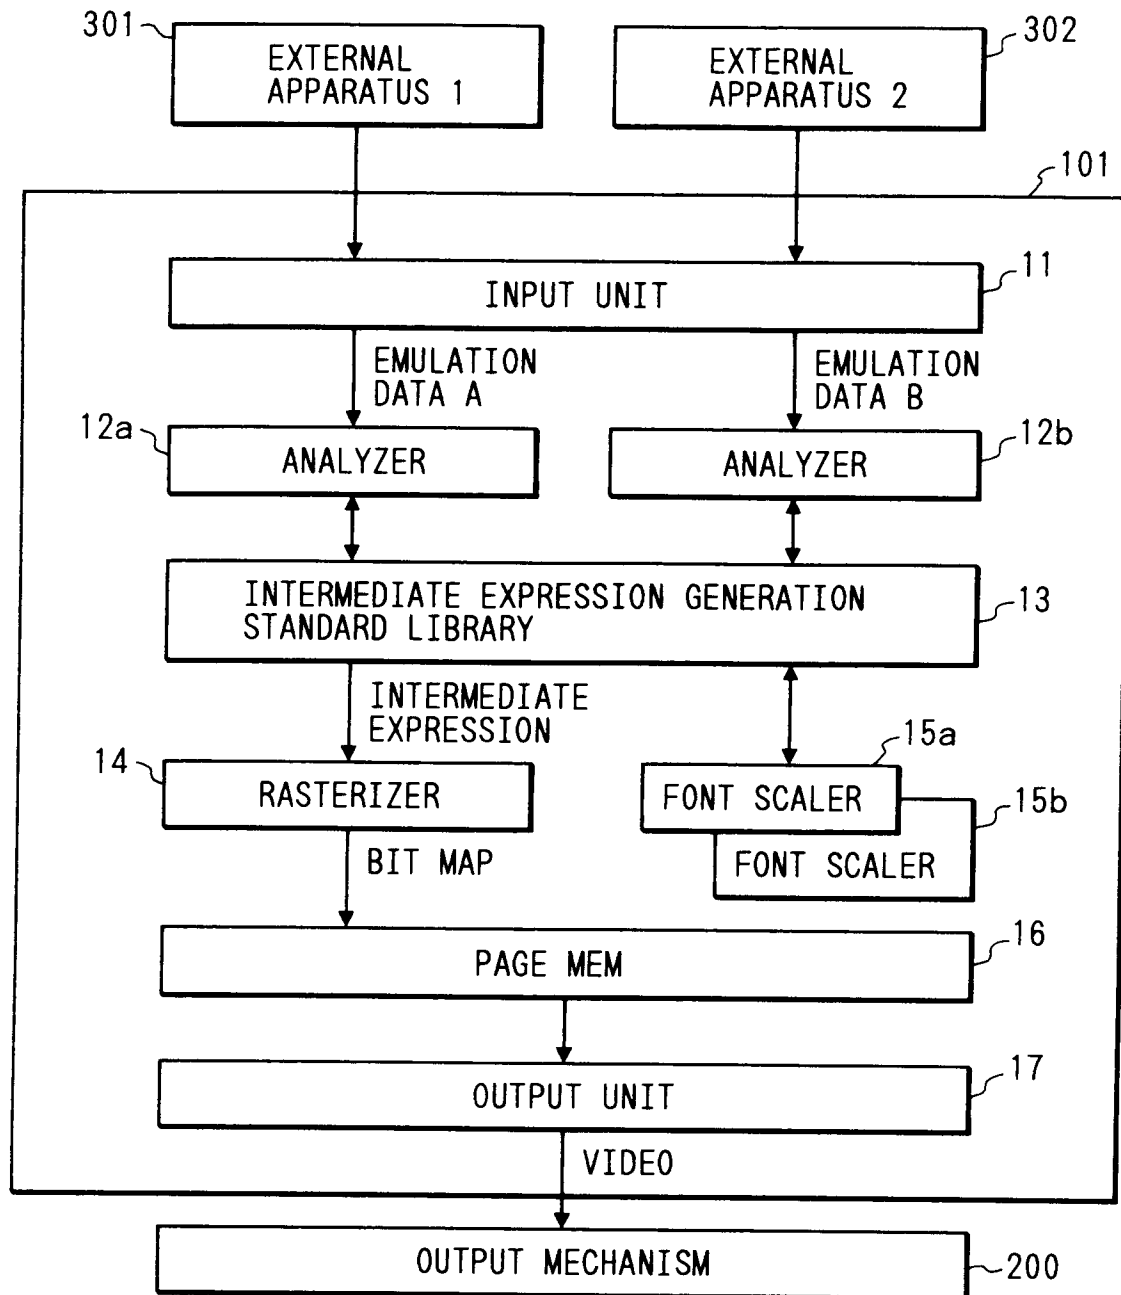 301
EXTERNAL
APPARATUS 1
302
EXTERNAL
APPARATUS 2
101
11
INPUT UNIT
EMULATION
DATA A
EMULATION
DATA B
12a
ANALYZER
12b
ANALYZER
INTERMEDIATE EXPRESSION GENERATION
STANDARD LIBRARY
13
INTERMEDIATE
EXPRESSION
14
RASTERIZER
15a
FONT SCALER
15b
FONT SCALER
BIT MAP
16
PAGE MEM
17
OUTPUT UNIT
VIDEO
OUTPUT MECHANISM
200